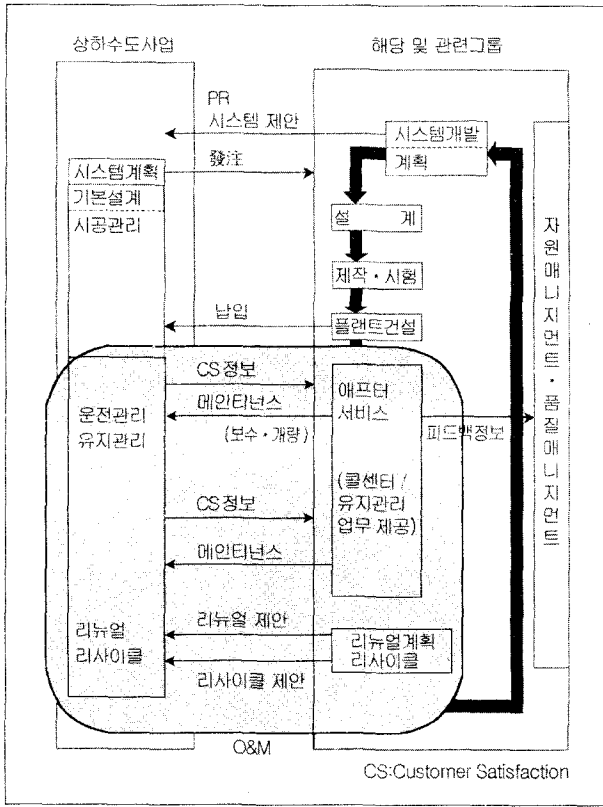 상하수도사업
해당 및 관련그룹
PR
시스템 제안
시스템개발
계획
發注
시스템계획
기본설계
시공관리
설 계
제작·시험
납입
플랜트건설
자원매니지먼트·품질매니지먼트
CS정보
메인티넌스
(보수·개량)
운전관리
유지관리
애프터
서비스
피드백정보
(콜센터 /
유지관리
업무 제공)
CS정보
메인티넌스
리뉴얼 제안
리뉴얼
리사이클
리뉴얼계획
리사이클
리사이클 제안
O&M
CS:Customer Satisfaction